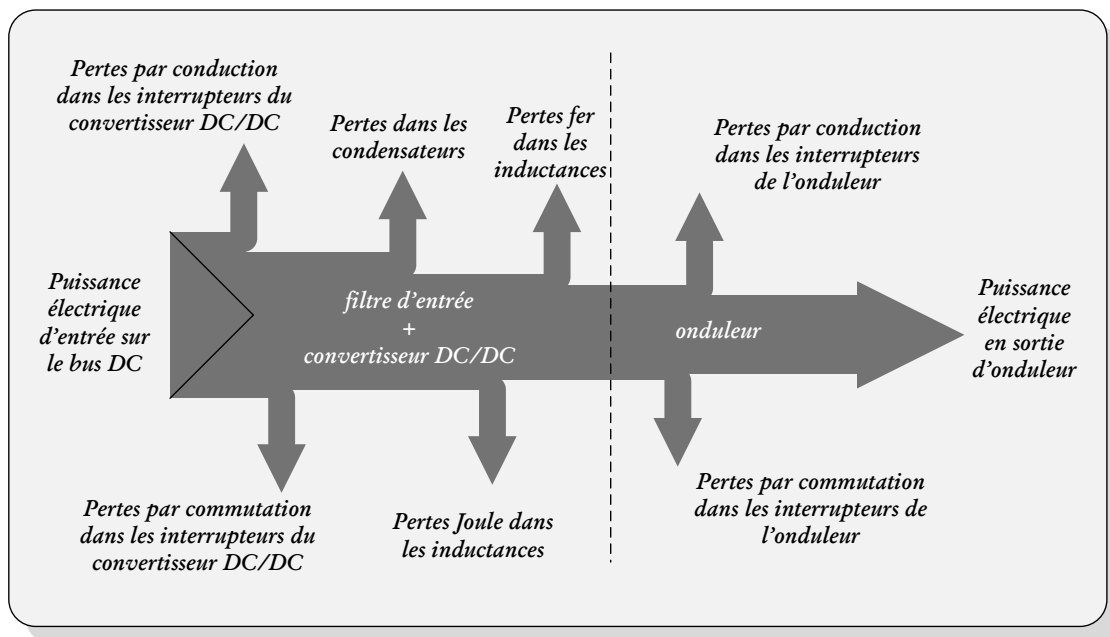 Pertes par conduction
dans les interrupteurs du
convertisseur DC/DC
Pertes dans les
condensateurs
Pertes fer
dans les
inductances
Pertes par conduction
dans les interrupteurs
de l'onduleur
Puissance
électrique
d'entrée sur
le bus DC
filtre d'entrée
+
convertisseur DC/DC
onduleur
Puissance
électrique
en sortie
d'onduleur
Pertes par commutation
dans les interrupteurs du
convertisseur DC/DC
Pertes Joule dans
les inductances
Pertes par commutation
dans les interrupteurs de
l'onduleur